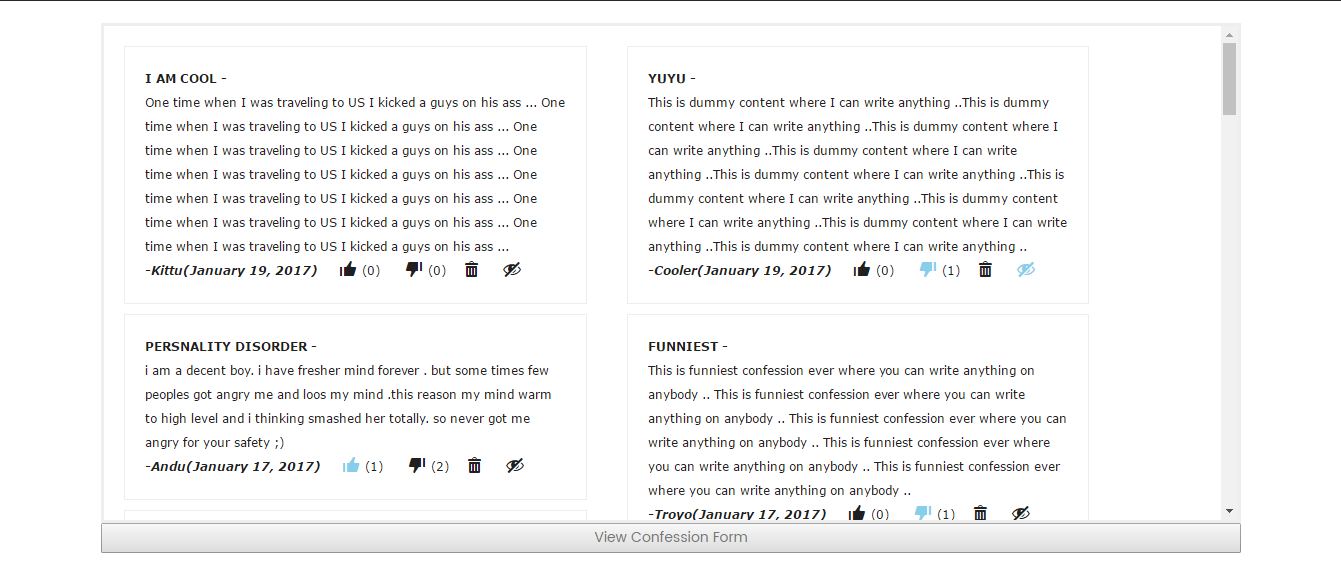 I AM COOL -
One time when I was traveling to US I kicked a guys on his ass ... One
time when I was traveling to US I kicked a guys on his ass ... One
time when I was traveling to US I kicked a guys on his ass ... One
time when I was traveling to US I kicked a guys on his ass ... One
time when I was traveling to US I kicked a guys on his ass ... One
time when I was traveling to US I kicked a guys on his ass ... One
time when I was traveling to US I kicked a guys on his ass ...
-Kittu(January 19, 2017) (0) (0)
YUYU -
This is dummy content where I can write anything ..This is dummy
content where I can write anything ..This is dummy content where I
can write anything ..This is dummy content where I can write
anything ..This is dummy content where I can write anything ..This is
dummy content where I can write anything ..This is dummy content
where I can write anything ..This is dummy content where I can write
anything ..This is dummy content where I can write anything ..
-Cooler(January 19, 2017) (0) (1)
PERSNALITY DISORDER -
i am a decent boy. i have fresher mind forever . but some times few
peoples got angry me and loos my mind .this reason my mind warm
to high level and i thinking smashed her totally. so never got me
angry for your safety ;)
-Andu(January 17, 2017) (1) (2)
FUNNIEST -
This is funniest confession ever where you can write anything on
anybody .. This is funniest confession ever where you can write
anything on anybody .. This is funniest confession ever where you can
write anything on anybody .. This is funniest confession ever where
you can write anything on anybody .. This is funniest confession ever
where you can write anything on anybody ..
-Troyo(January 17, 2017) (0) (1)
View Confession Form